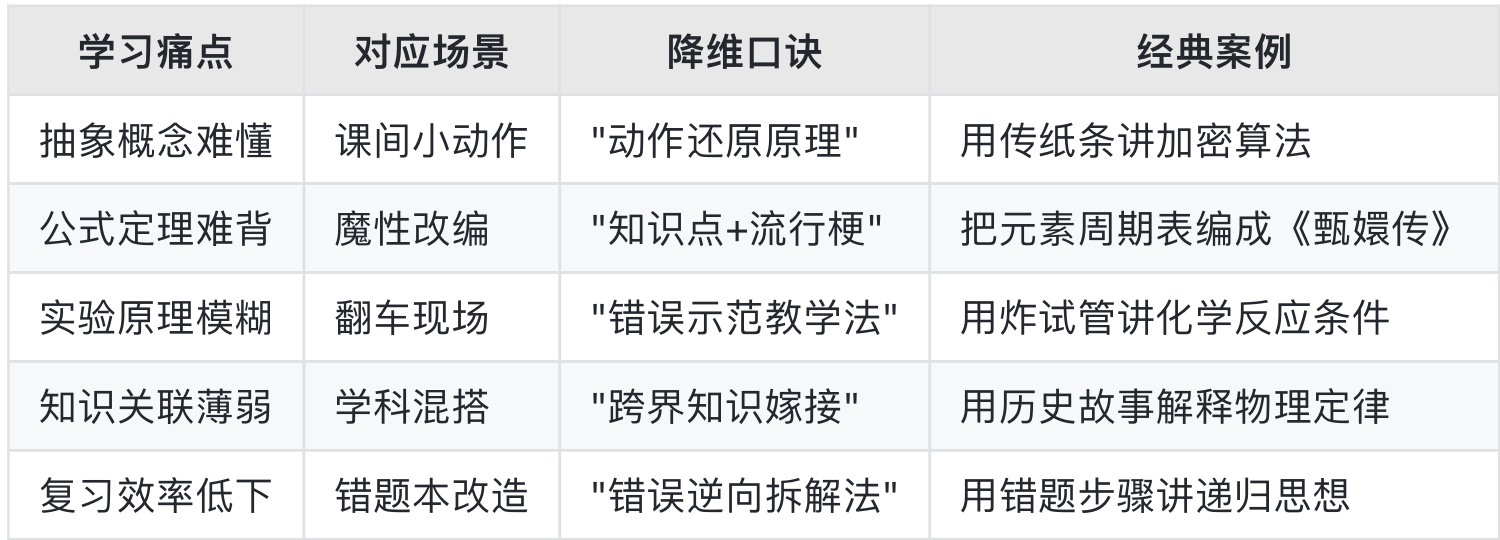 学习痛点 对应场景 降维口诀 经典案例
抽象概念难懂 课间小动作 "动作还原原理" 用传纸条讲加密算法
公式定理难背 魔性改编 "知识点+流行梗" 把元素周期表编成《甄嬛传》
实验原理模糊 翻车现场 "错误示范教学法" 用炸试管讲化学反应条件
知识关联薄弱 学科混搭 "跨界知识嫁接" 用历史故事解释物理定律
复习效率低下 错题本改造 "错误逆向拆解法" 用错题步骤讲递归思想